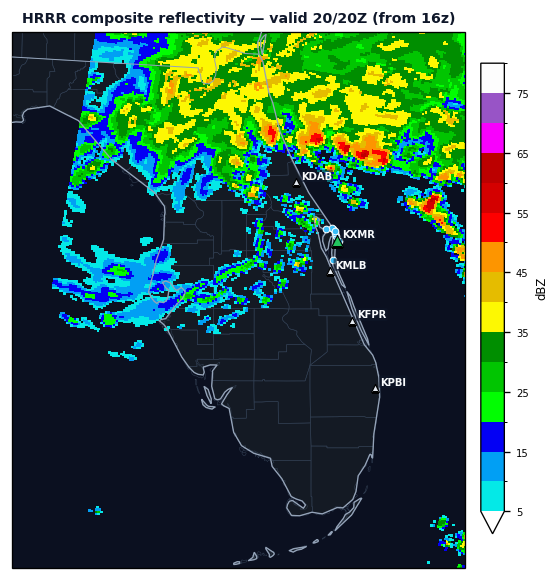 HRRR composite reflectivity — valid 20/20Z (from 16z)
KDAB
KXMR
KMLB
KFPR
KPBI
75
65
55
45
35
25
15
5
dBZ